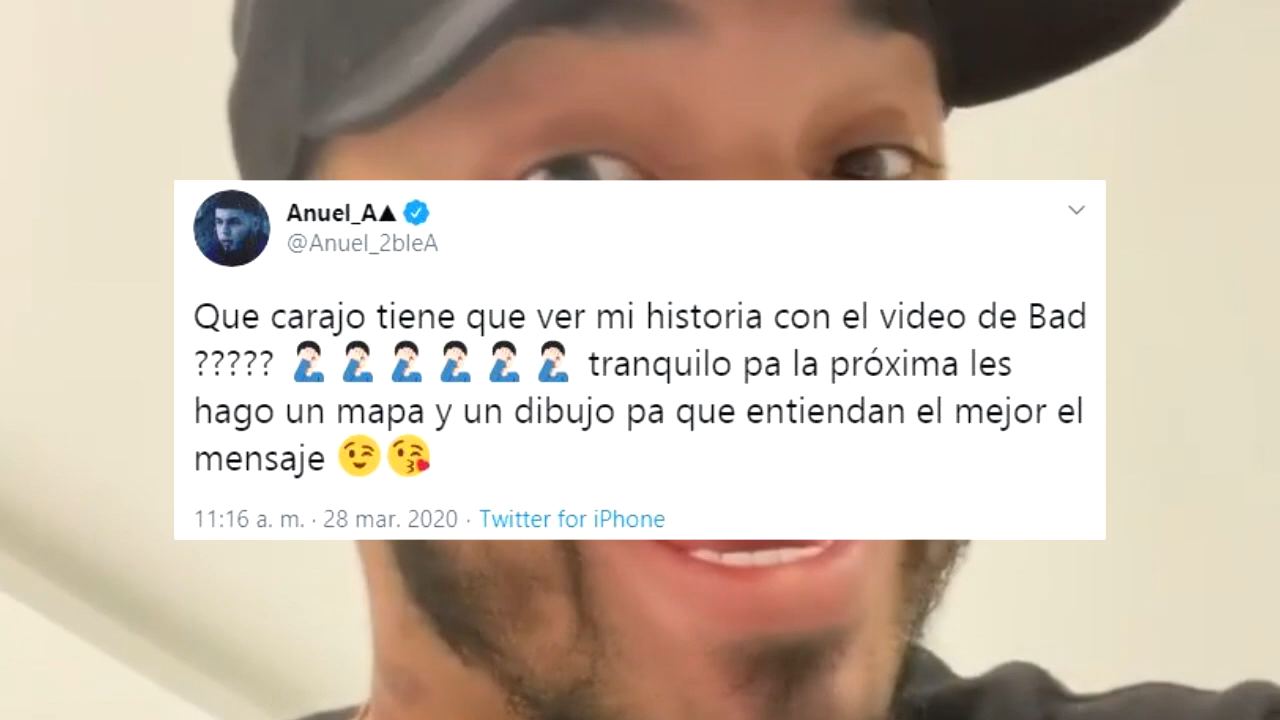 Anuel_A▲
@Anuel_2bleA
Que carajo tiene que ver mi historia con el video de Bad
????? 🤦🏻‍♂️🤦🏻‍♂️🤦🏻‍♂️🤦🏻‍♂️🤦🏻‍♂️🤦🏻‍♂️ tranquilo pa la próxima les
hago un mapa y un dibujo pa que entiendan el mejor el
mensaje 😉😘
11:16 a. m. · 28 mar. 2020 · Twitter for iPhone